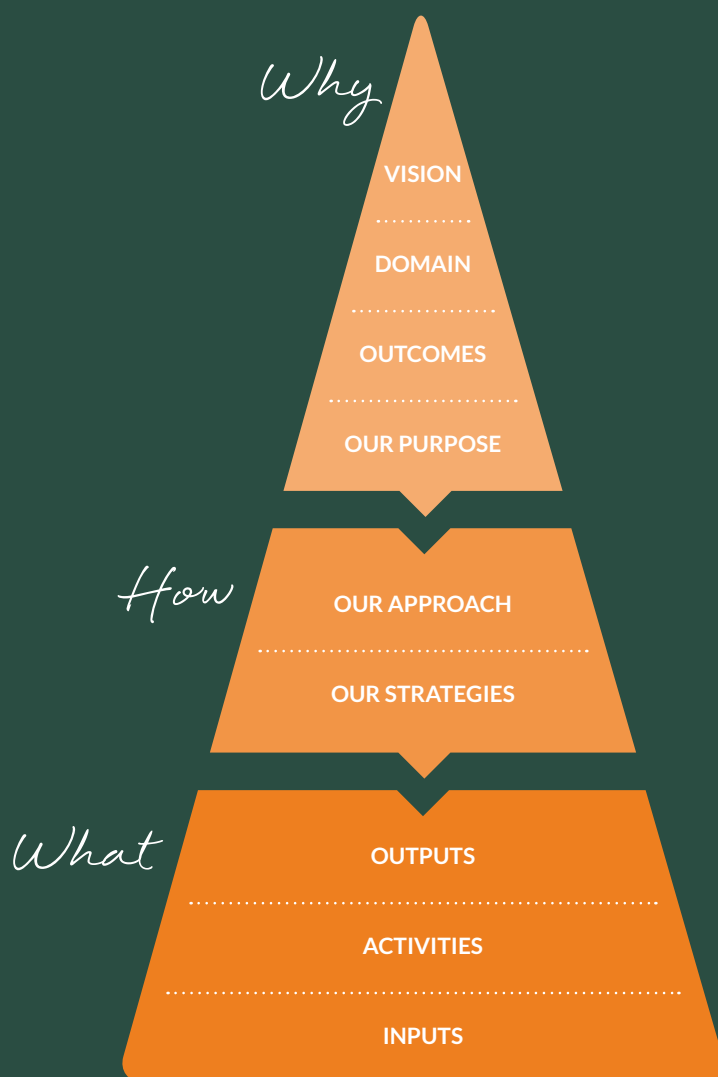 Why
VISION
DOMAIN
OUTCOMES
OUR PURPOSE
How
OUR APPROACH
OUR STRATEGIES
What
OUTPUTS
ACTIVITIES
INPUTS